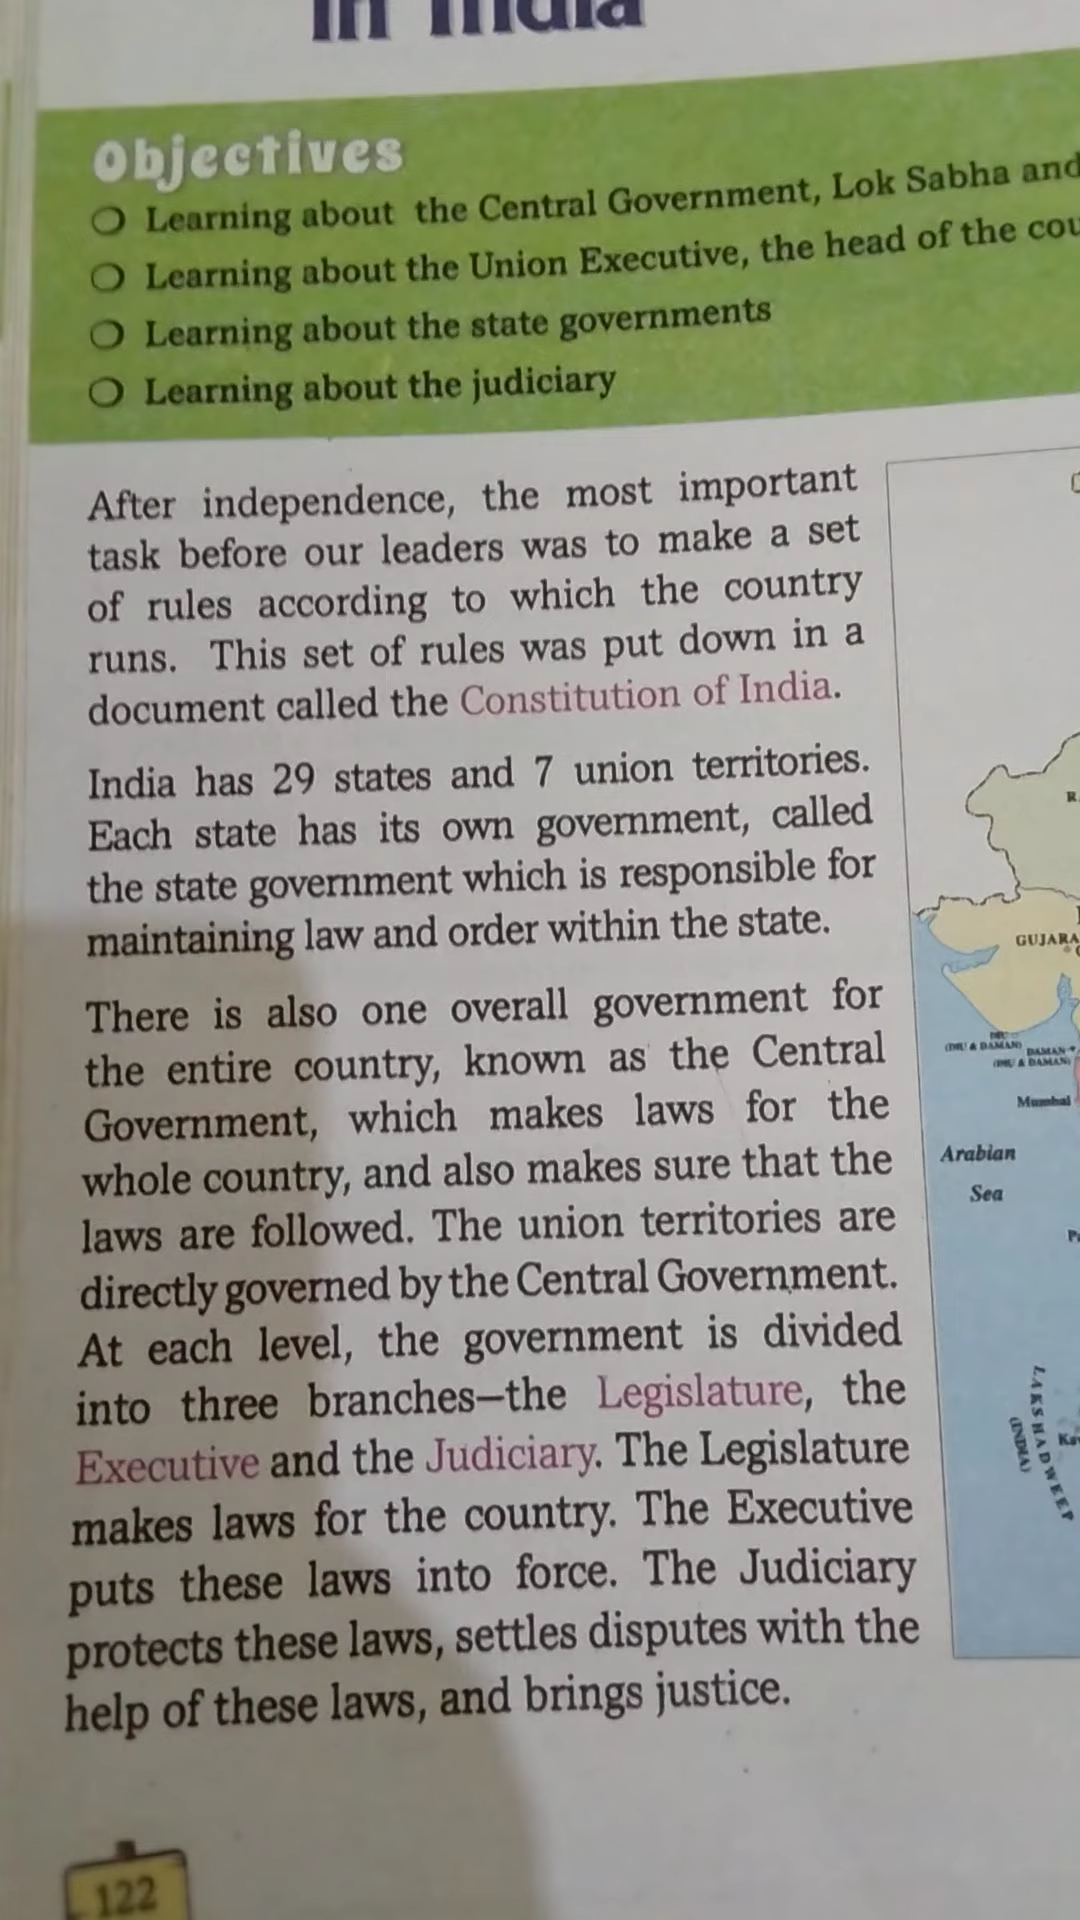 in India
Objectives
Learning about the Central Government, Lok Sabha and
Learning about the Union Executive, the head of the
Learning about the state governments
Learning about the judiciary
After independence, the most important
task before our leaders was to make a set
of rules according to which the country
runs. This set of rules was put down in a
document called the Constitution of India.
India has 29 states and 7 union territories.
Each state has its own government, called
the state government which is responsible for
maintaining law and order within the state.
There is also one overall government for
the entire country, known as the Central
Government, which makes laws for the
whole country, and also makes sure that the
laws are followed. The union territories are
directly governed by the Central Government.
At each level, the government is divided
into three branches—the Legislature, the
Executive and the Judiciary. The Legislature
makes laws for the country. The Executive
puts these laws into force. The Judiciary
protects these laws, settles disputes with the
help of these laws, and brings justice.
GUJARA
DIU
(DIU & DAMAN)
DAMAN
(DIU & DAMAN)
Mumbai
Arabian
Sea
LAKSHADWEEP
(INDIA)
122